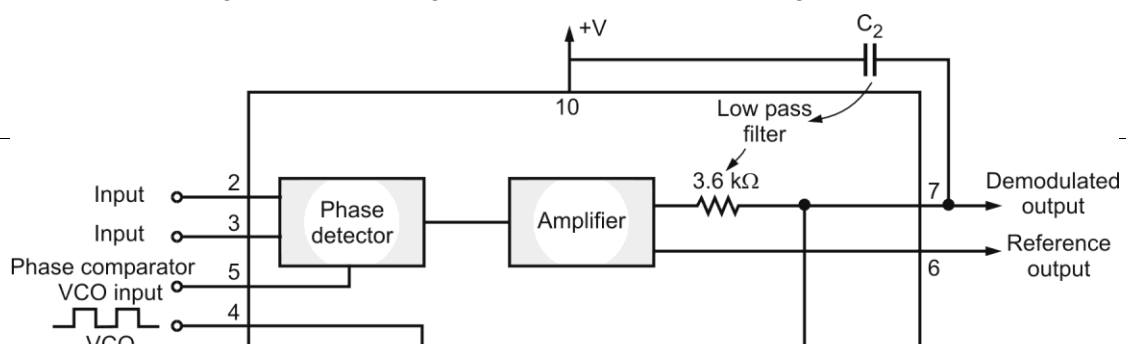 +V
C2
10
Low pass
filter
3.6 kΩ
Input
2
Input
3
Phase
detector
Amplifier
7
Demodulated
output
Reference
output
6
Phase comparator
VCO input
5
4
VCO